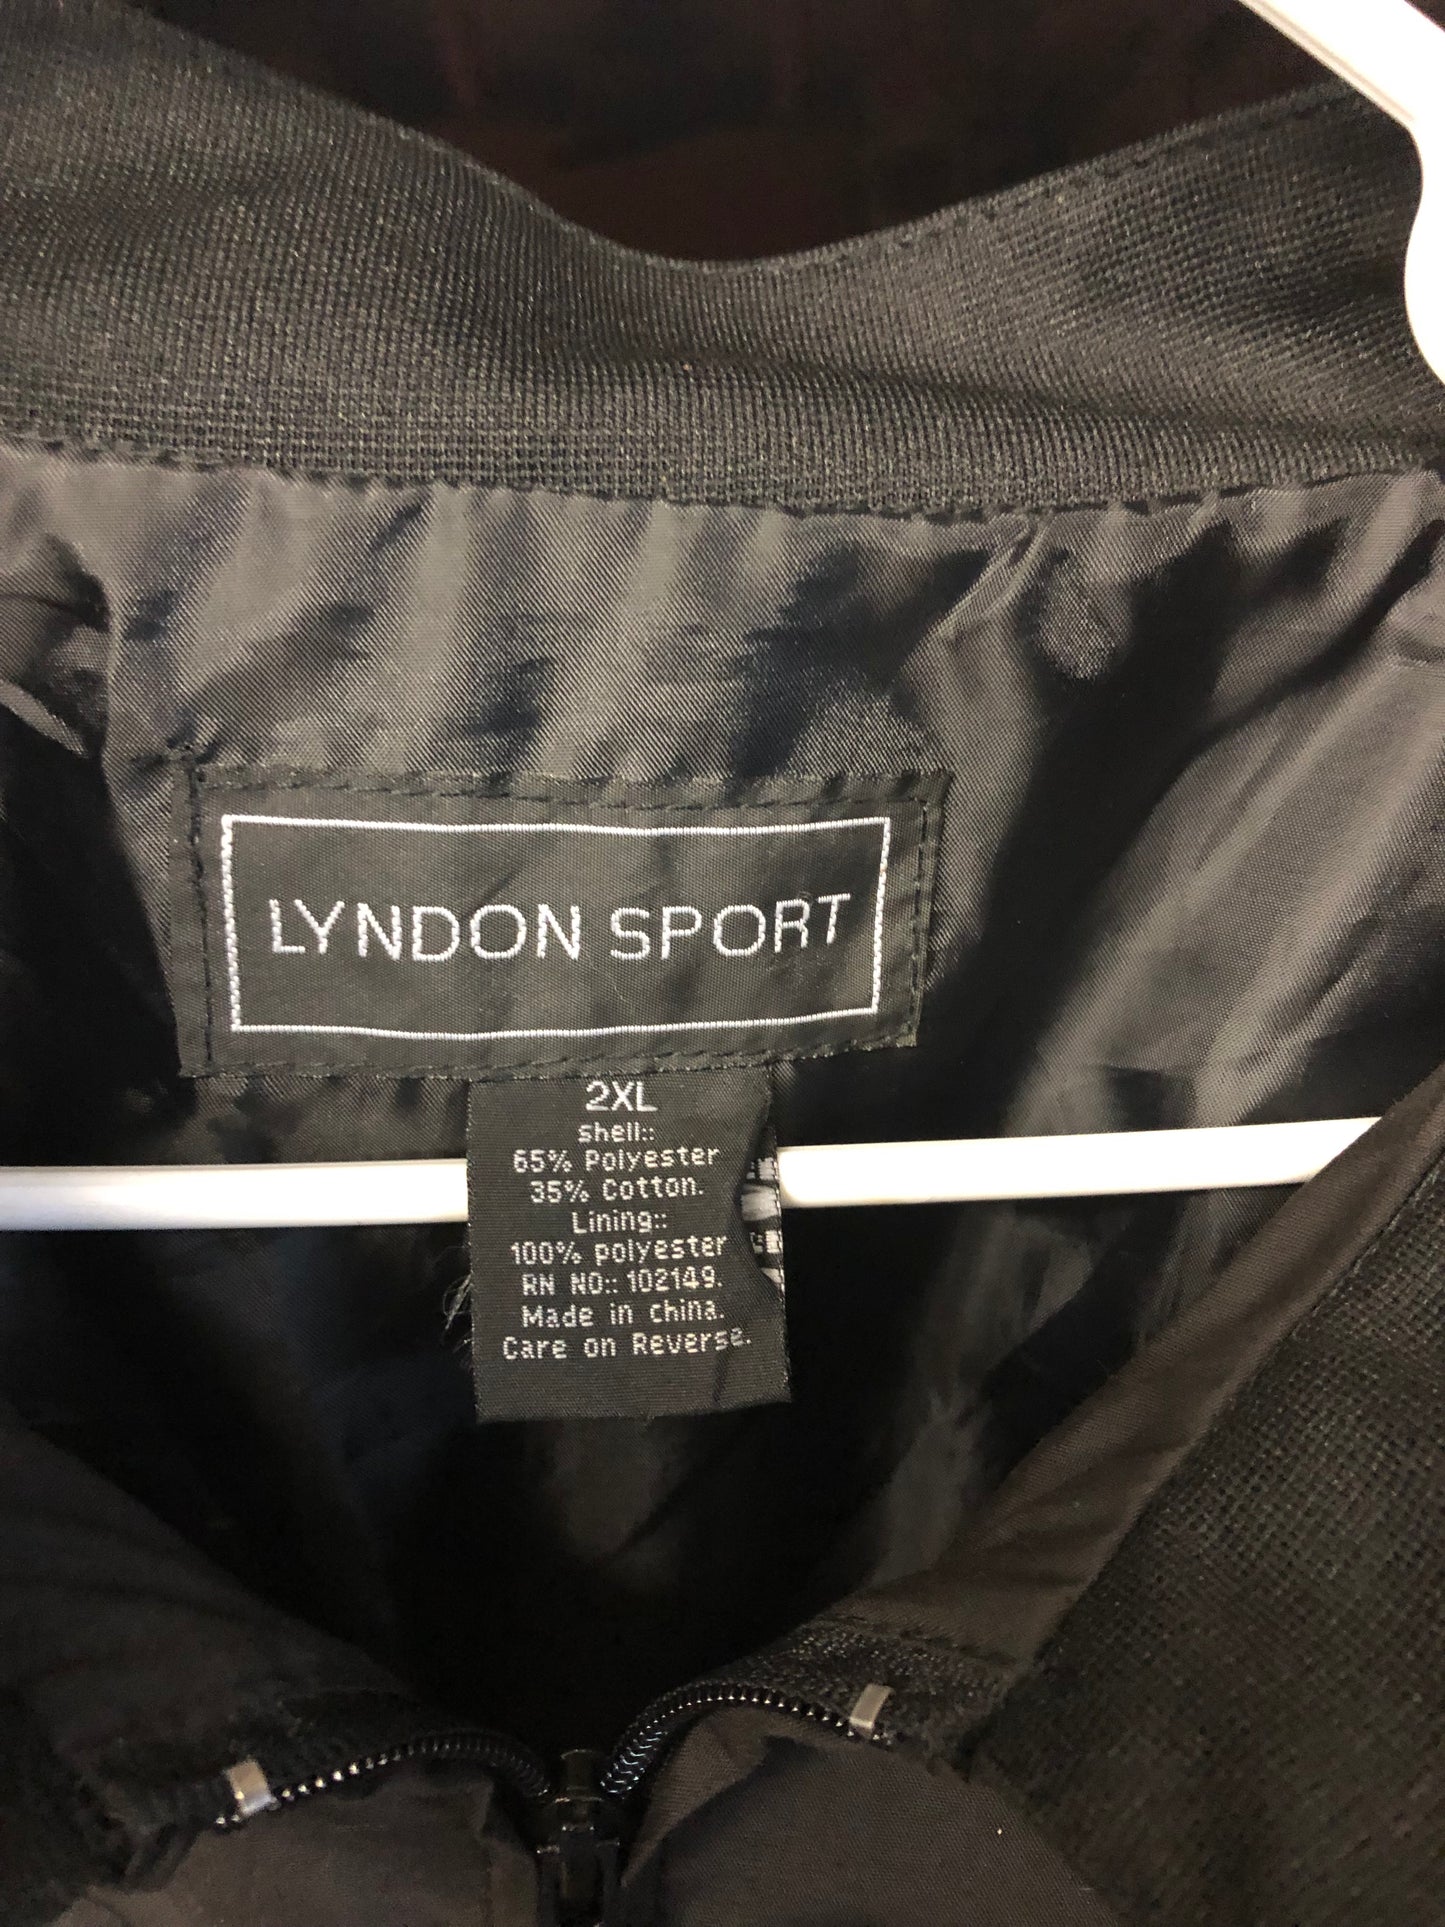 LYNDON SPORT
2XL
shell::
65% Polyester
35% Cotton.
Lining::
100% polyester
RN NO:: 102149.
Made in china.
Care on Reverse.